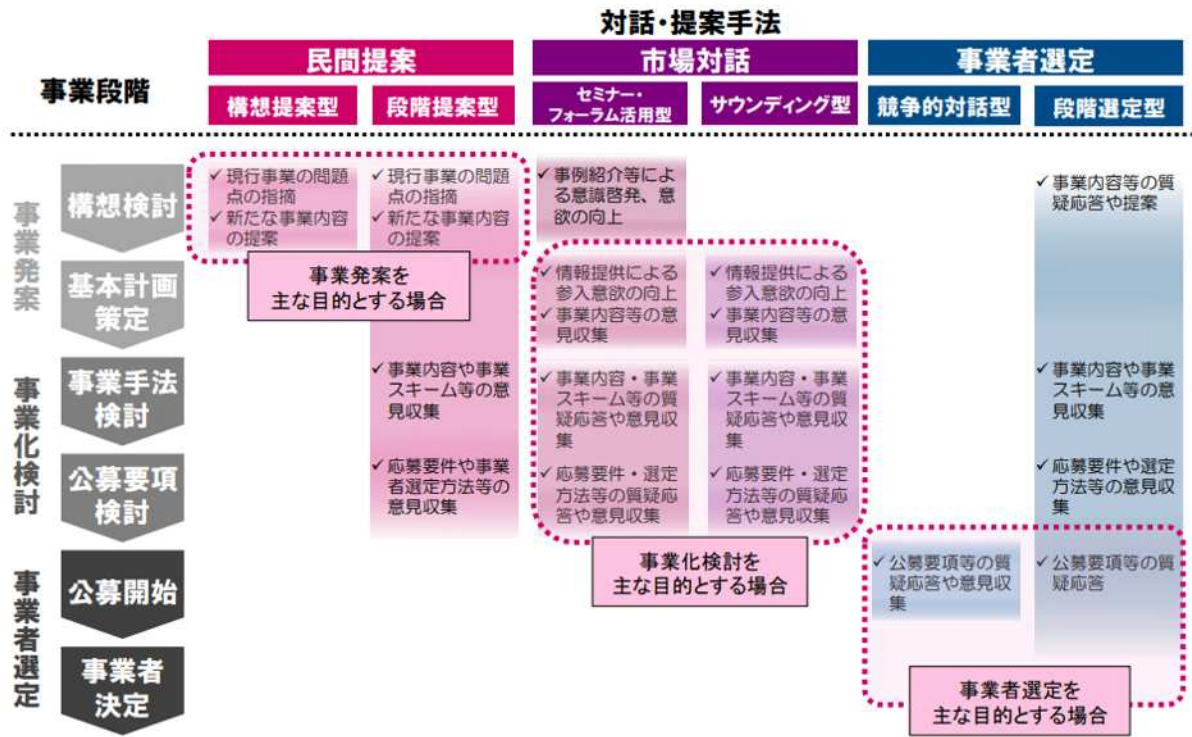 対話・提案手法
事業段階
民間提案
市場対話
事業者選定
構想提案型
段階提案型
セミナー・
フォーラム活用型
サウンディング型
競争的対話型
段階選定型
事業発案
構想検討
✓現行事業の問題
点の指摘
✓新たな事業内容
の提案
✓現行事業の問題
点の指摘
✓新たな事業内容
の提案
✓事例紹介等によ
る意識啓発、意
欲の向上
✓事業内容等の質
疑応答や提案
事業発案を
主な目的とする場合
基本計画
策定
✓情報提供による
参入意欲の向上
✓事業内容等の意
見収集
✓情報提供による
参入意欲の向上
✓事業内容等の意
見収集
事業化検討
事業手法
検討
✓事業内容や事業
スキーム等の意
見収集
✓事業内容・事業
スキーム等の質
疑応答や意見収
集
✓事業内容・事業
スキーム等の質
疑応答や意見収
集
✓事業内容や事業
スキーム等の意
見収集
公募要項
検討
✓応募要件や事業
者選定方法等の
意見収集
✓応募要件・選定
方法等の質疑応
答や意見収集
✓応募要件・選定
方法等の質疑応
答や意見収集
✓応募要件や選定
方法等の意見収
集
事業化検討を
主な目的とする場合
事業者選定
公募開始
✓公募要項等の質
疑応答や意見収
集
✓公募要項等の質
疑応答
事業者
決定
事業者選定を
主な目的とする場合